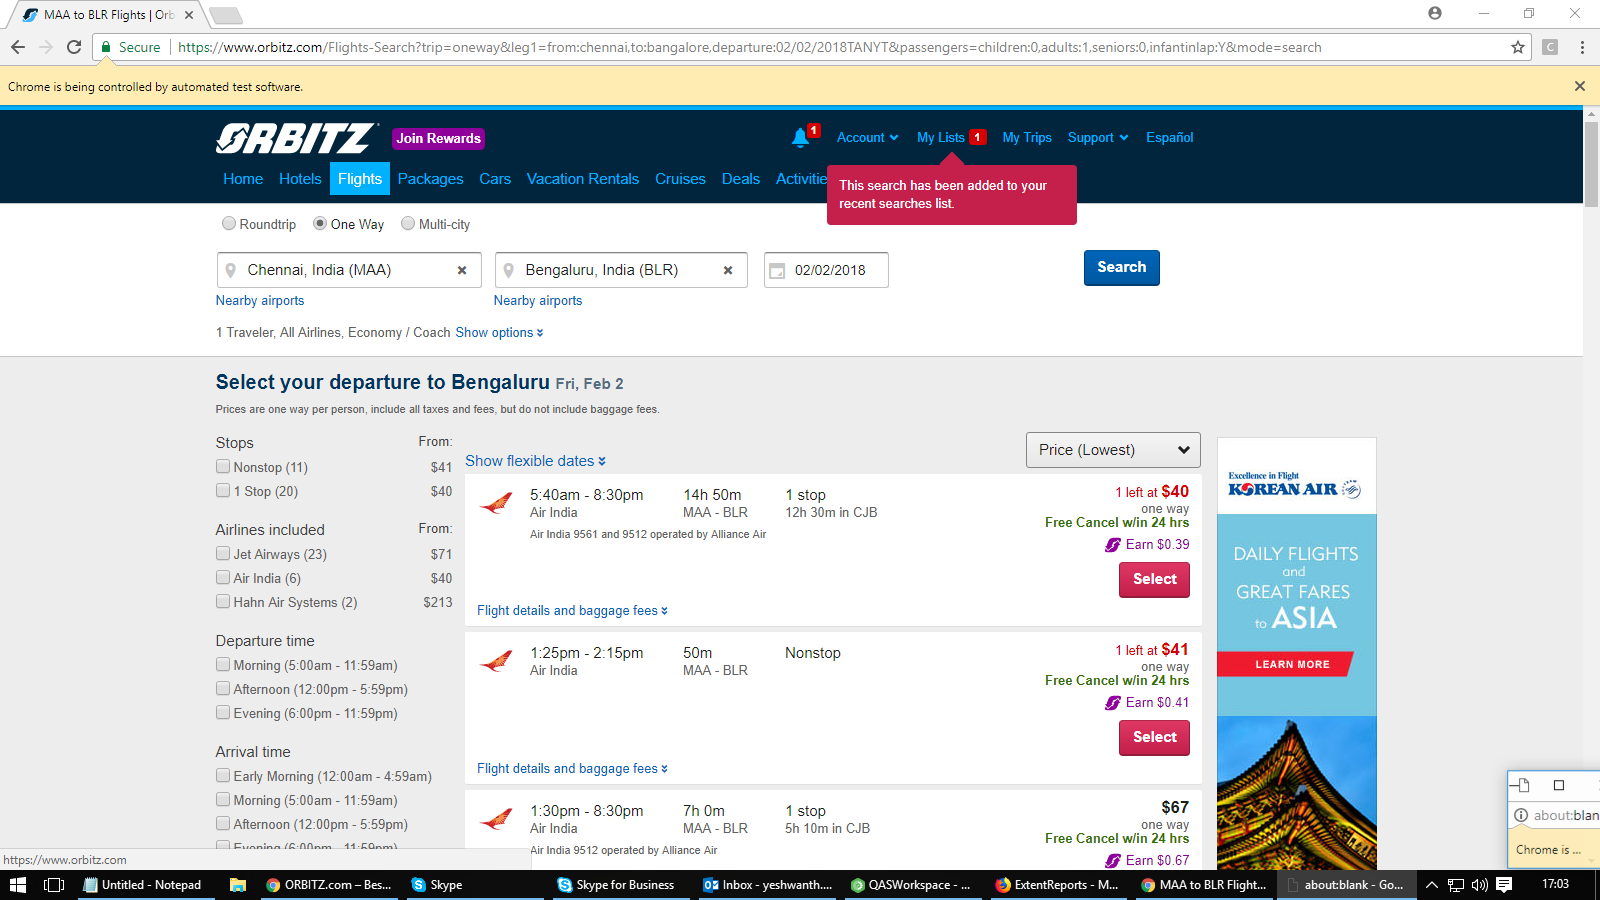 MAA to BLR Flights | Orb
Secure
https://www.orbitz.com/Flights-Search?trip=oneway&leg1=from:chennai,to:bangalore,departure:02/02/2018TANYT&passengers=children:0,adults:1,seniors:0,infantinlap:Y&mode=search
Chrome is being controlled by automated test software.
ORBITZ
Join Rewards
1
Account
My Lists 1
My Trips
Support
Español
Home
Hotels
Flights
Packages
Cars
Vacation Rentals
Cruises
Deals
Activitie
This search has been added to your
recent searches list.
Roundtrip
One Way
Multi-city
Chennai, India (MAA)
Bengaluru, India (BLR)
02/02/2018
Search
Nearby airports
Nearby airports
1 Traveler, All Airlines, Economy / Coach Show options
Select your departure to Bengaluru Fri, Feb 2
Prices are one way per person, include all taxes and fees, but do not include baggage fees.
Stops From:
Nonstop (11) $41
1 Stop (20) $40
Airlines included From:
Jet Airways (23) $71
Air India (6) $40
Hahn Air Systems (2) $213
Departure time
Morning (5:00am - 11:59am)
Afternoon (12:00pm - 5:59pm)
Evening (6:00pm - 11:59pm)
Arrival time
Early Morning (12:00am - 4:59am)
Morning (5:00am - 11:59am)
Afternoon (12:00pm - 5:59pm)
Evening (6:00pm - 11:59pm)
Show flexible dates
Price (Lowest)
5:40am - 8:30pm 14h 50m 1 stop 1 left at $40
Air India MAA - BLR 12h 30m in CJB one way
Free Cancel w/in 24 hrs
Air India 9561 and 9512 operated by Alliance Air
Earn $0.39
Select
Flight details and baggage fees
1:25pm - 2:15pm 50m Nonstop 1 left at $41
Air India MAA - BLR one way
Free Cancel w/in 24 hrs
Earn $0.41
Select
Flight details and baggage fees
1:30pm - 8:30pm 7h 0m 1 stop $67
Air India MAA - BLR 5h 10m in CJB one way
Free Cancel w/in 24 hrs
Air India 9512 operated by Alliance Air
Earn $0.67
Excellence in Flight
KOREAN AIR
DAILY FLIGHTS
and
GREAT FARES
to ASIA
LEARN MORE
about:blan
Chrome is ...
https://www.orbitz.com
Untitled - Notepad
ORBITZ.com – Bes...
Skype
Skype for Business
Inbox - yeshwanth....
QASWorkspace - ...
ExtentReports - M...
MAA to BLR Flight...
about:blank - Go...
17:03